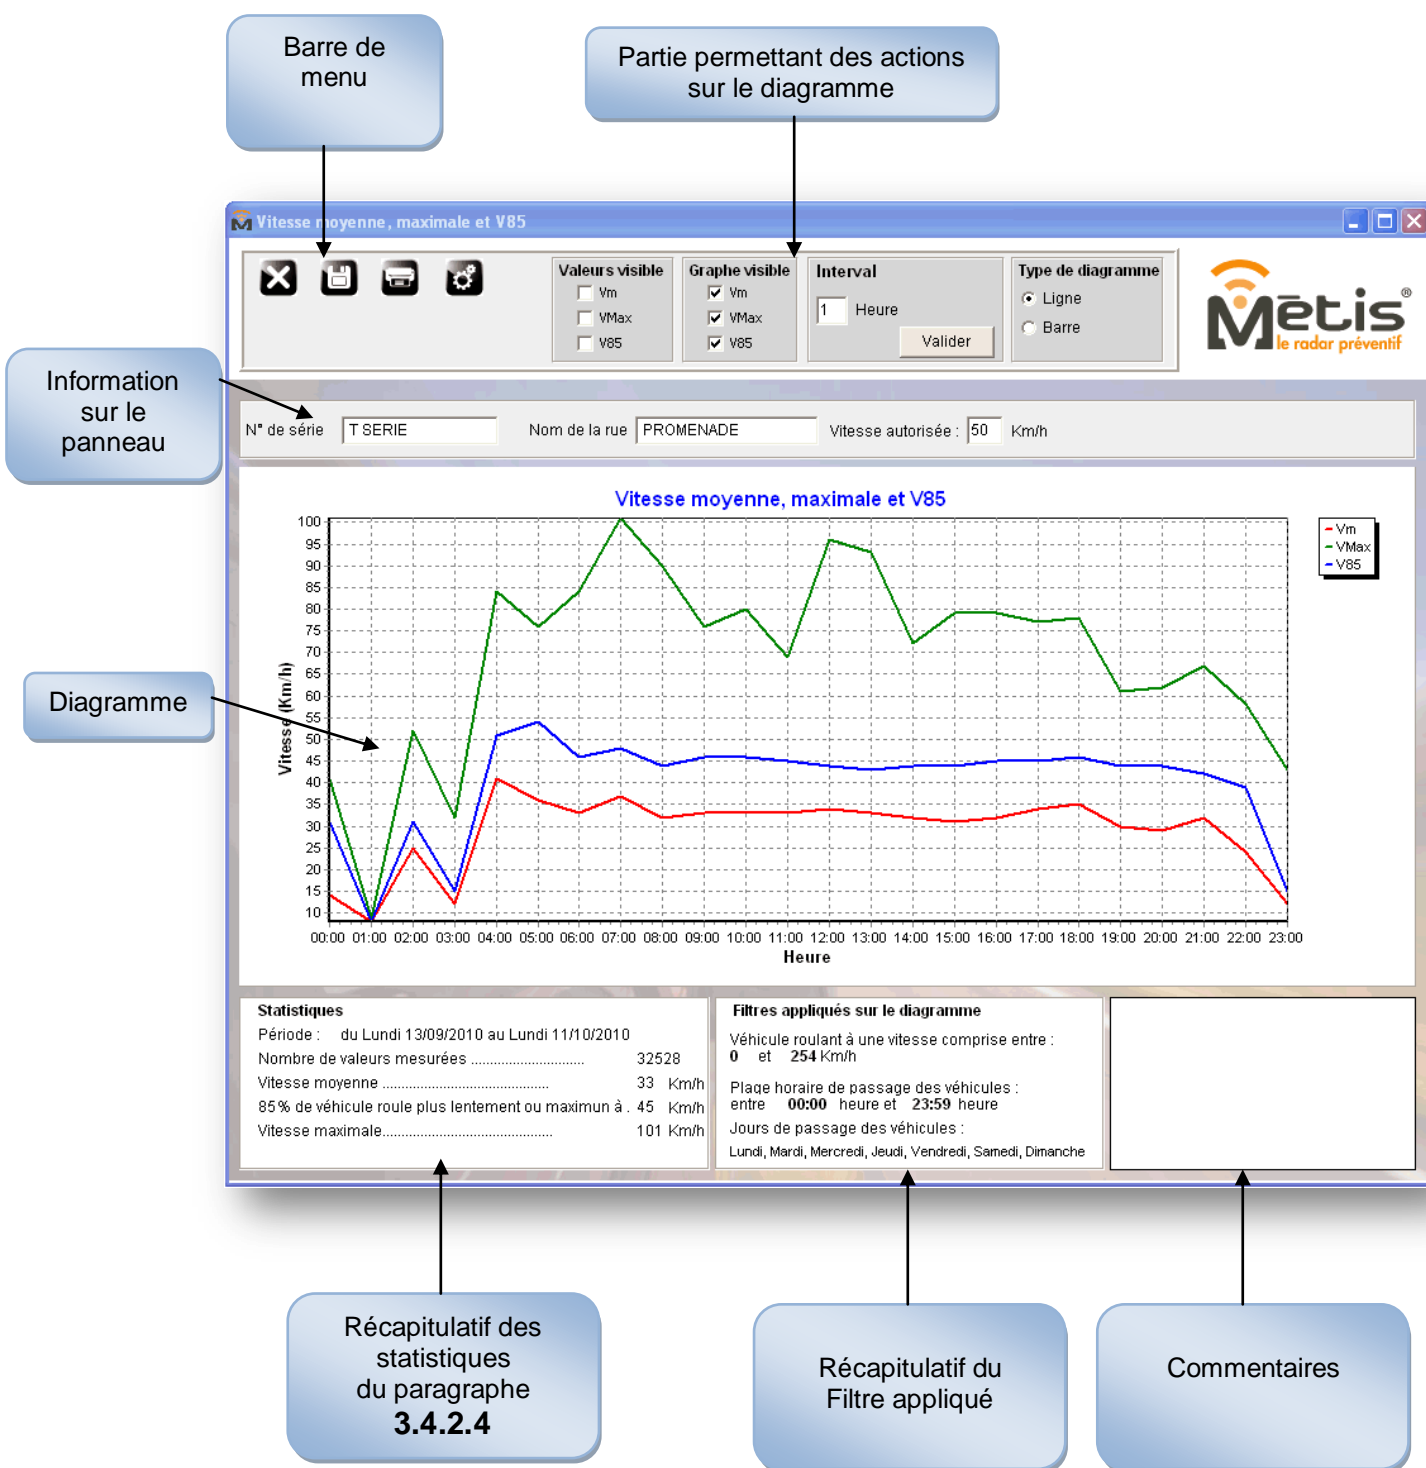 Barre de
menu
Partie permettant des actions
sur le diagramme
Vitesse moyenne, maximale et V85
Valeurs visible
Vm
VMax
V85
Graphe visible
Vm
VMax
V85
Interval
1 Heure
Valider
Type de diagramme
Ligne
Barre
Mētis®
le radar préventif
Information
sur le
panneau
N° de série T SERIE Nom de la rue PROMENADE Vitesse autorisée : 50 Km/h
Vitesse moyenne, maximale et V85
Vm
VMax
V85
Vitesse (Km/h)
100
95
90
85
80
75
70
65
60
55
50
45
40
35
30
25
20
15
10
00:00 01:00 02:00 03:00 04:00 05:00 06:00 07:00 08:00 09:00 10:00 11:00 12:00 13:00 14:00 15:00 16:00 17:00 18:00 19:00 20:00 21:00 22:00 23:00
Heure
Diagramme
Statistiques
Période : du Lundi 13/09/2010 au Lundi 11/10/2010
Nombre de valeurs mesurées ............................. 32528
Vitesse moyenne .......................................... 33 Km/h
85% de véhicule roule plus lentement ou maximun à . 45 Km/h
Vitesse maximale........................................... 101 Km/h
Filtres appliqués sur le diagramme
Véhicule roulant à une vitesse comprise entre :
0 et 254 Km/h
Plage horaire de passage des véhicules :
entre 00:00 heure et 23:59 heure
Jours de passage des véhicules :
Lundi, Mardi, Mercredi, Jeudi, Vendredi, Samedi, Dimanche
Récapitulatif des
statistiques
du paragraphe
3.4.2.4
Récapitulatif du
Filtre appliqué
Commentaires